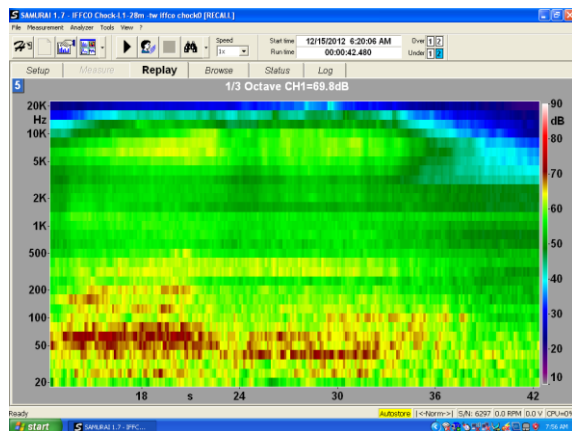 SAMURAI 1.7 - IFFCO Chock-L1-28m -tw iffco chock0 [RECALL]
File Measurement Analyzer Tools View ?
Speed
1x
Start time 12/15/2012 6:20:06 AM
Run time 00:00:42.480
Over 1 2
Under 1 2
Setup Measure Replay Browse Status Log
5
1/3 Octave CH1=69.8dB
20K
Hz
10K
5K
2K
1K
500
200
100
50
20
90
dB
80
70
60
50
40
30
20
10
18 s 24 30 36 42
Ready
Autostore |<-Norm->| S/N: 6297 0.0 RPM 0.0 V CPU=0%
start
SAMURAI 1.7 - IFFC...
7:56 AM